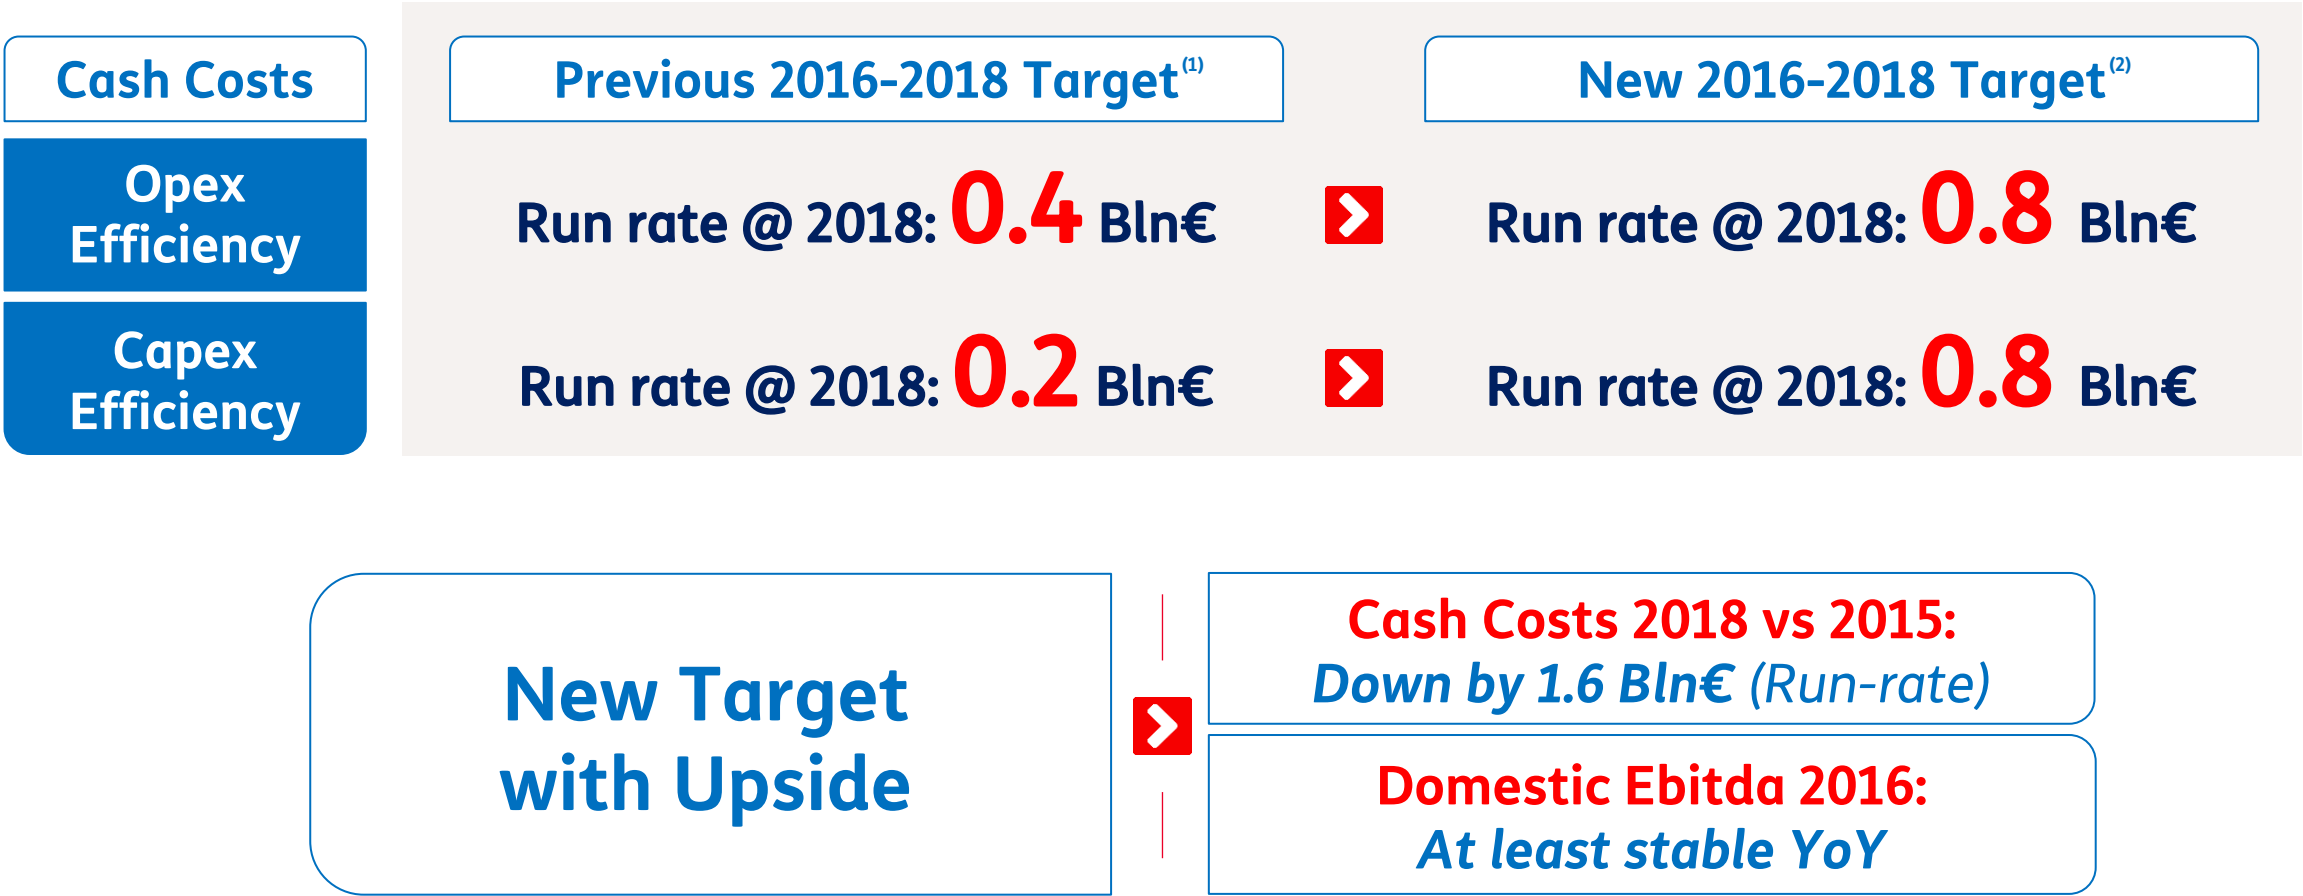 Cash Costs
Previous 2016-2018 Target(1)
New 2016-2018 Target(2)
Opex
Efficiency
Run rate @ 2018: 0.4 Bln€
Run rate @ 2018: 0.8 Bln€
Capex
Efficiency
Run rate @ 2018: 0.2 Bln€
Run rate @ 2018: 0.8 Bln€
New Target
with Upside
Cash Costs 2018 vs 2015:
Down by 1.6 Bln€ (Run-rate)
Domestic Ebitda 2016:
At least stable YoY